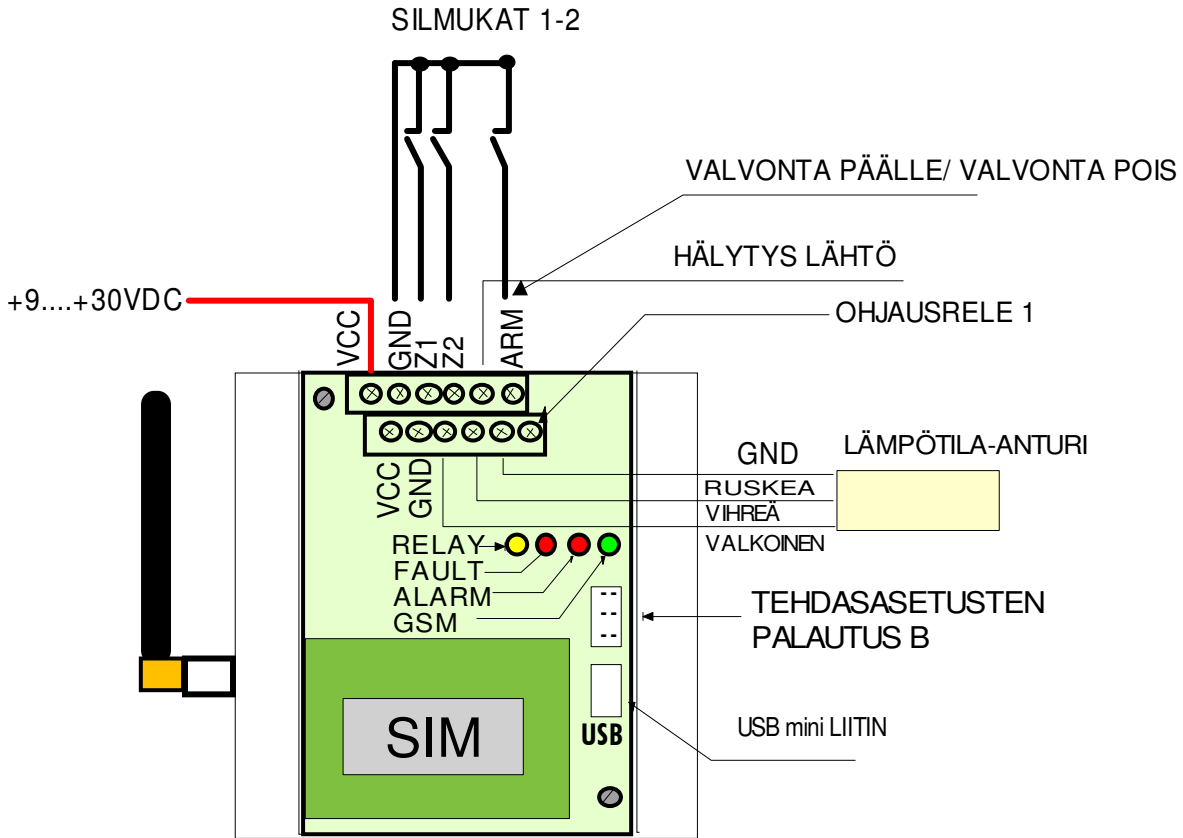 SILMUKAT 1-2
VALVONTA PÄÄLLE/ VALVONTA POIS
HÄLYTYS LÄHTÖ
+9....+30VDC
OHJAUSRELE 1
VCC
GND
Z1
Z2
ARM
GND
LÄMPÖTILA-ANTURI
VCC
GND
RUSKEA
VIHREÄ
VALKOINEN
RELAY
FAULT
ALARM
GSM
TEHDASASETUSTEN
PALAUTUS B
SIM
USB
USB mini LIITIN